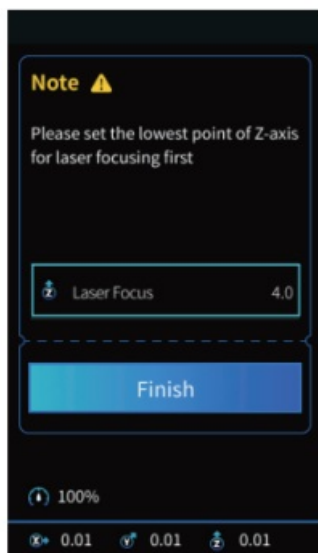 Note
Please set the lowest point of Z-axis
for laser focusing first
Z Laser Focus 4.0
Finish
100%
X 0.01 Y 0.01 Z 0.01